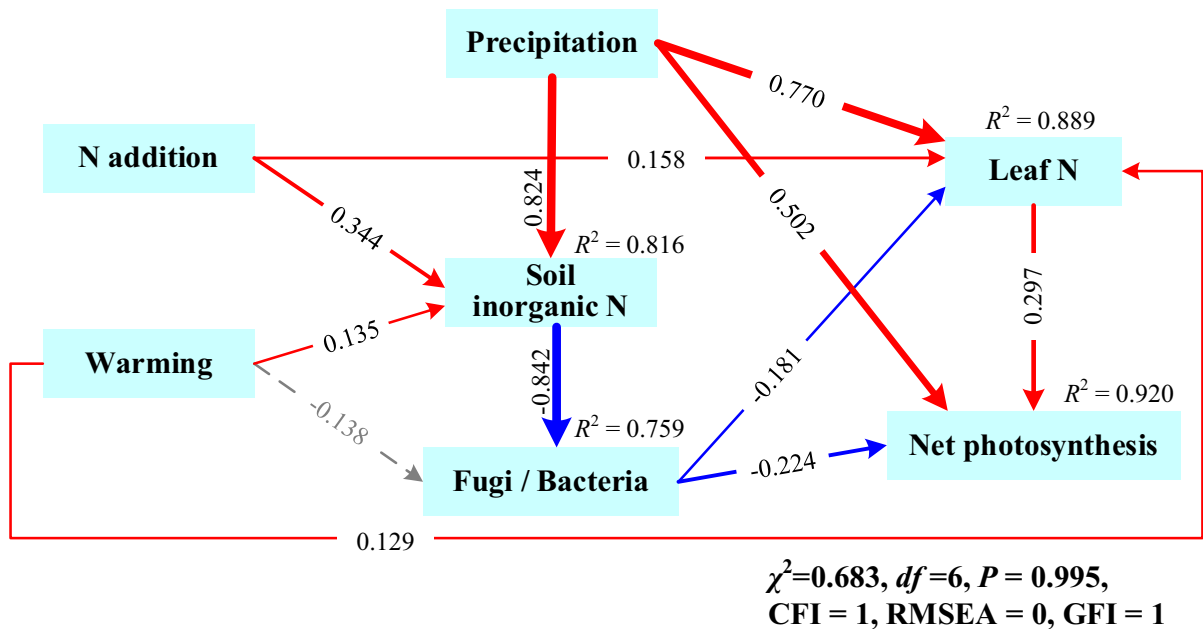 Precipitation
0.770
R² = 0.889
N addition
0.158
Leaf N
0.824
0.502
0.344
R² = 0.816
Soil
inorganic N
0.297
0.135
Warming
-0.842
-0.181
R² = 0.920
-0.138
R² = 0.759
Net photosynthesis
-0.224
Fugi / Bacteria
0.129
χ²=0.683, df =6, P = 0.995,
CFI = 1, RMSEA = 0, GFI = 1